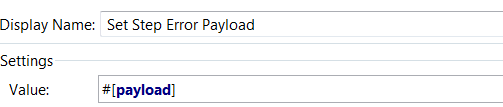 Display Name: Set Step Error Payload
Settings
Value: #[payload]